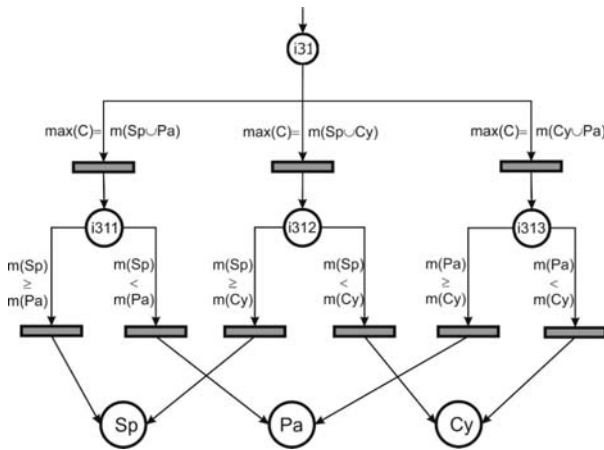 i31
max(C)= m(Sp∪Pa) max(C)= m(Sp∪Cy) max(C)= m(Cy∪Pa)
i311 i312 i313
m(Sp) m(Sp) m(Sp) m(Sp) m(Pa) m(Pa)
≥ < ≥ < ≥ <
m(Pa) m(Pa) m(Cy) m(Cy) m(Cy) m(Cy)
Sp Pa Cy